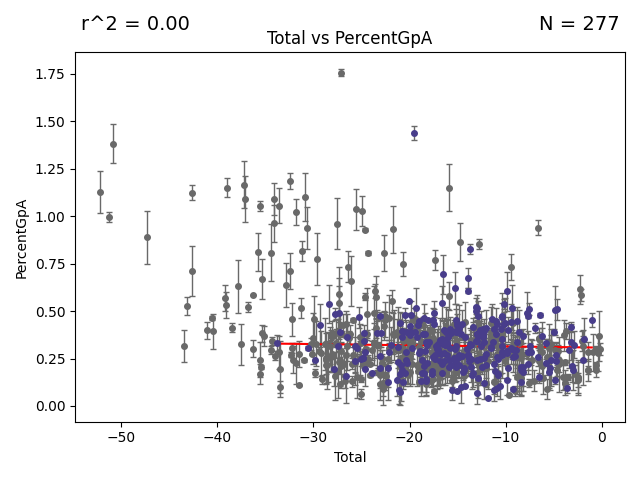 r^2 = 0.00
N = 277
Total vs PercentGpA
1.75
1.50
1.25
1.00
0.75
0.50
0.25
0.00
PercentGpA
−50
−40
−30
−20
−10
0
Total